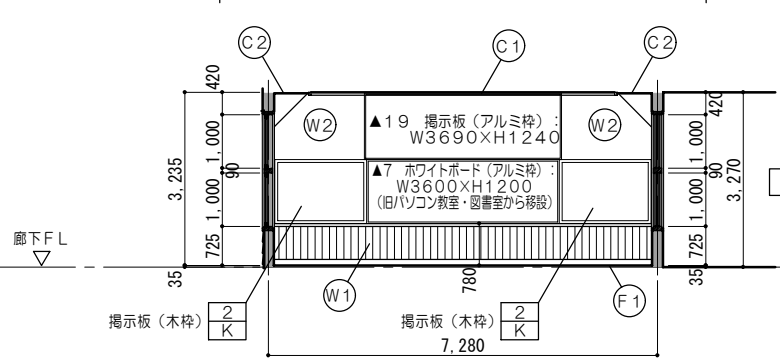 C2
C1
C2
420
1,000
90
1,000
725
35
3,235
W2
▲19 掲示板（アルミ枠）：
W3690×H1240
W2
▲7 ホワイトボード（アルミ枠）：
W3600×H1200
（旧パソコン教室・図書室から移設）
420
1,000
90
1,000
725
35
3,270
廊下FL
W1
780
F1
掲示板（木枠）
2
K
掲示板（木枠）
2
K
7,280